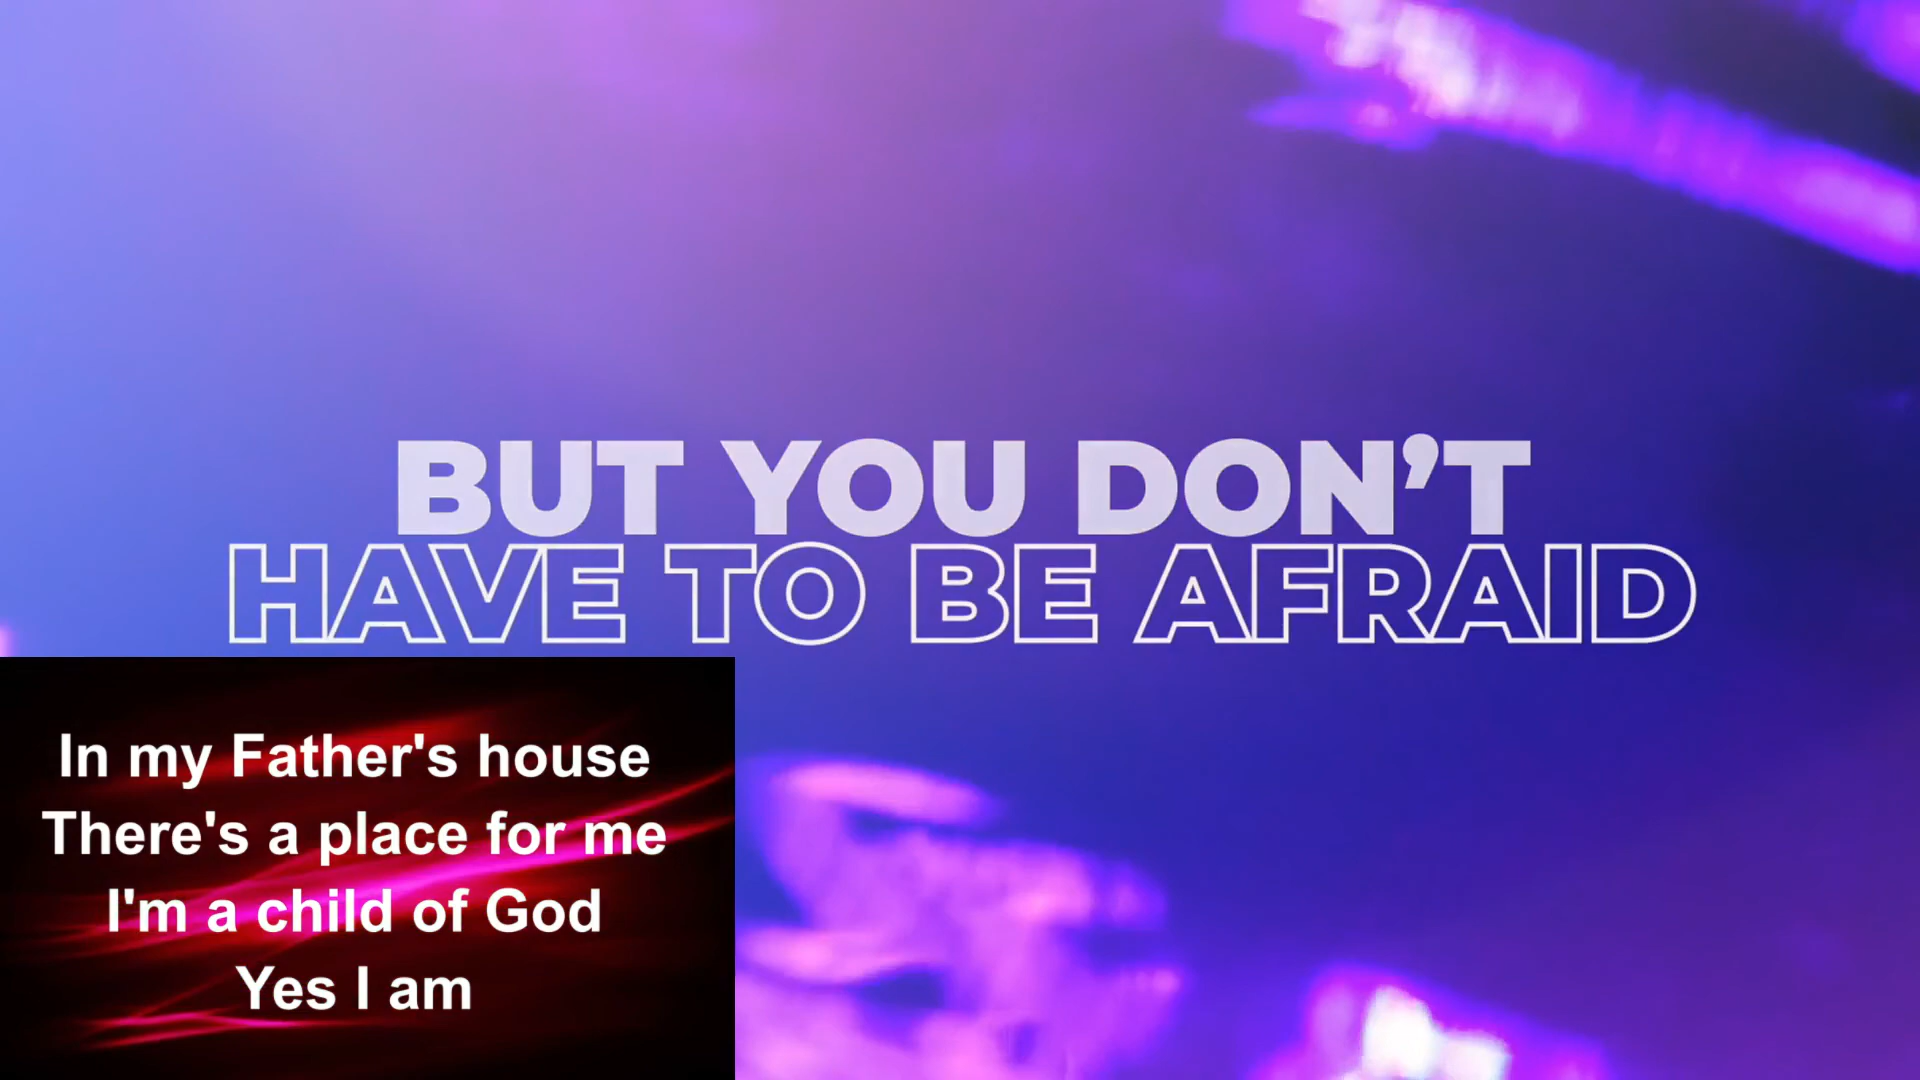 BUT YOU DON’T
HAVE TO BE AFRAID
In my Father's house
There's a place for me
I'm a child of God
Yes I am